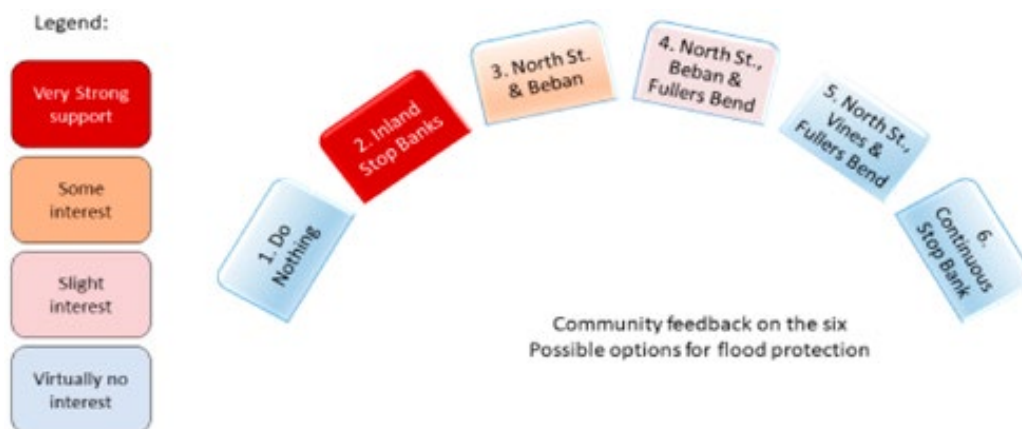 Legend:
Very Strong
support
Some
interest
Slight
interest
Virtually no
interest
1. Do
Nothing
2. Inland
Stop Banks
3. North St.
& Beban
4. North St.,
Beban &
Fullers Bend
5. North St.,
Vines &
Fullers Bend
6.
Continuous
Stop Bank
Community feedback on the six
Possible options for flood protection